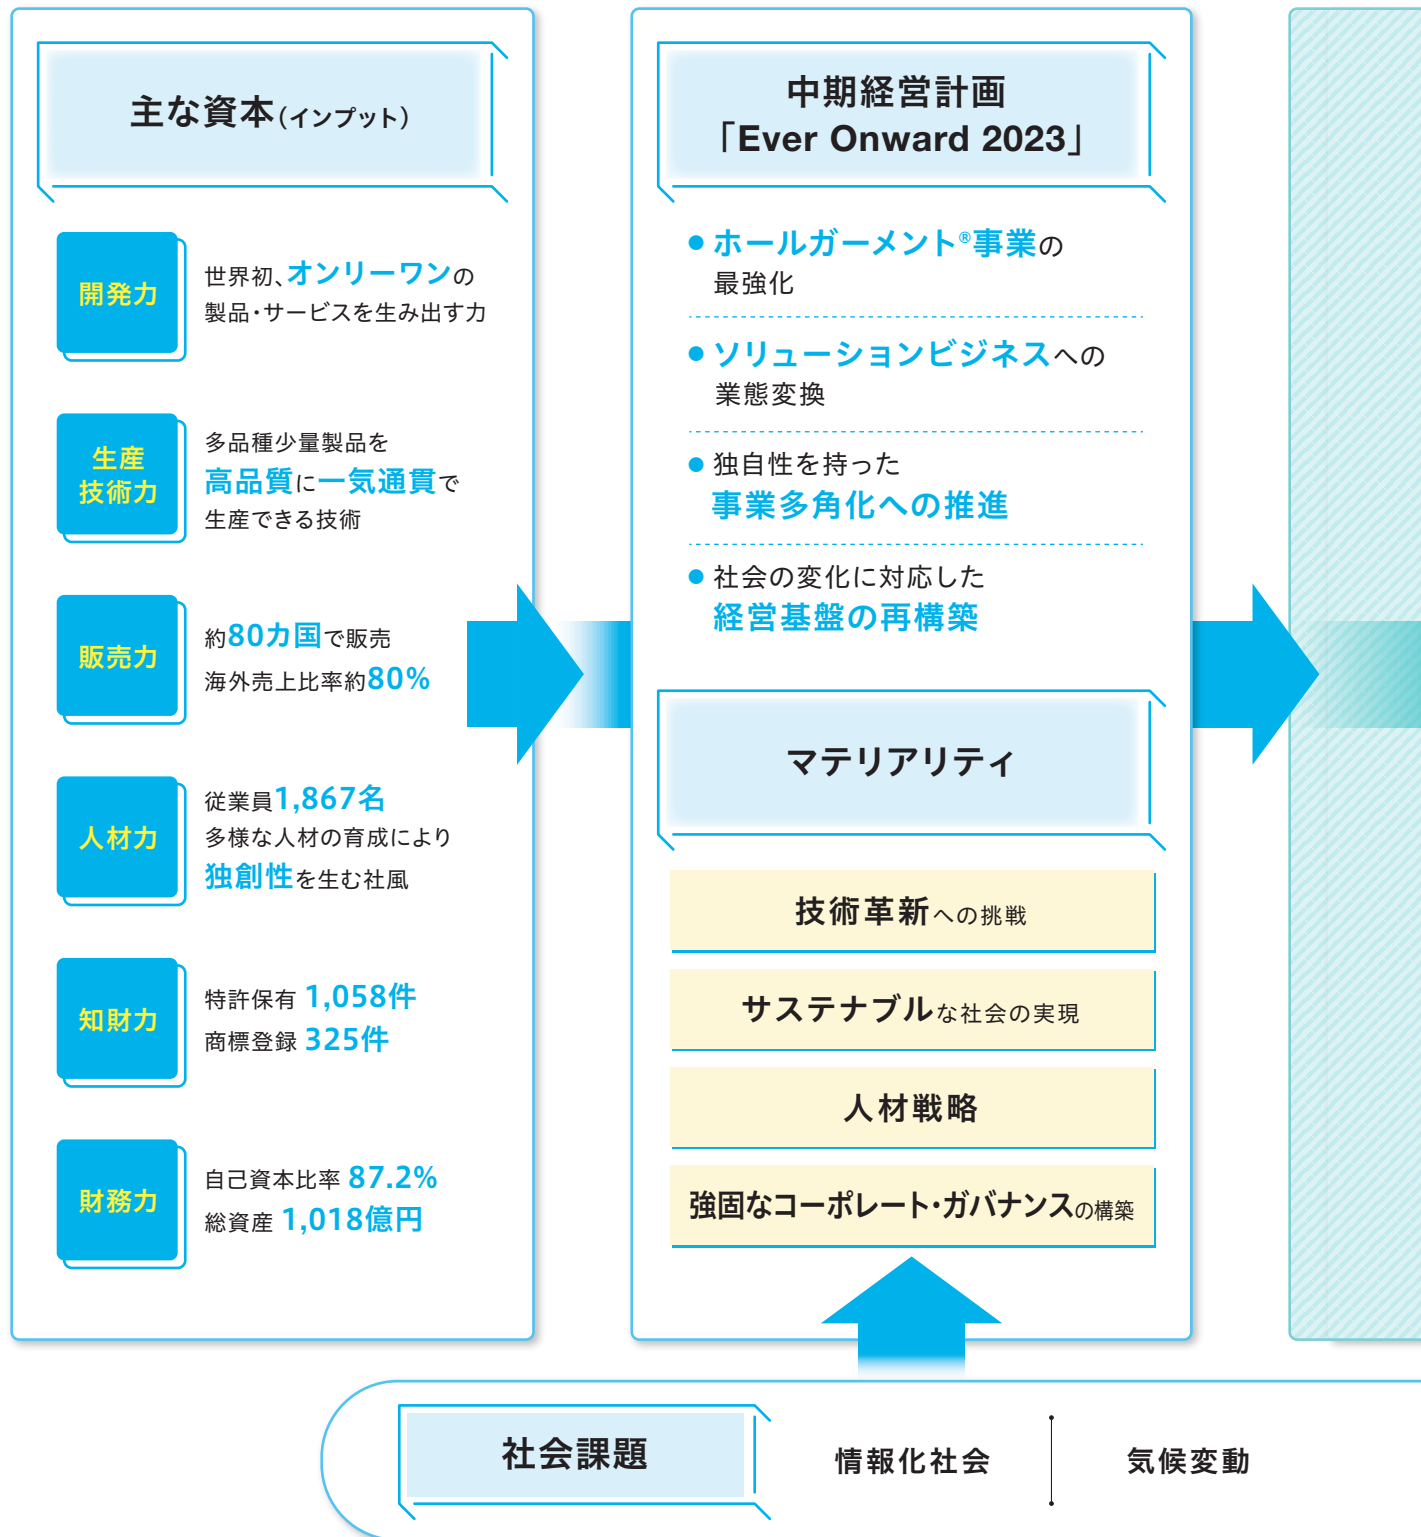 主な資本（インプット）
開発力
世界初、オンリーワンの
製品・サービスを生み出す力
生産
技術力
多品種少量製品を
高品質に一気通貫で
生産できる技術
販売力
約80カ国で販売
海外売上比率約80%
人材力
従業員1,867名
多様な人材の育成により
独創性を生む社風
知財力
特許保有 1,058件
商標登録 325件
財務力
自己資本比率 87.2%
総資産 1,018億円
中期経営計画
「Ever Onward 2023」
● ホールガーメント®事業の
最強化
● ソリューションビジネスへの
業態変換
● 独自性を持った
事業多角化への推進
● 社会の変化に対応した
経営基盤の再構築
マテリアリティ
技術革新への挑戦
サステナブルな社会の実現
人材戦略
強固なコーポレート・ガバナンスの構築
社会課題
情報化社会
気候変動